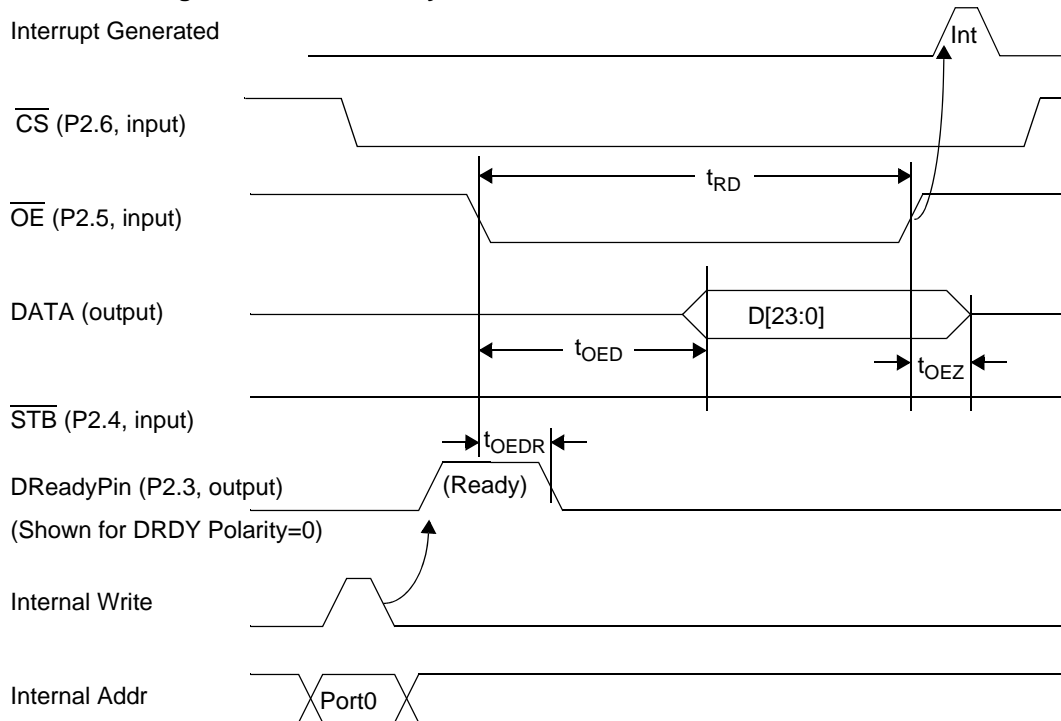 Interrupt Generated
Int
CS (P2.6, input)
tRD
OE (P2.5, input)
DATA (output)
D[23:0]
tOED
tOEZ
STB (P2.4, input)
tOEDR
DReadyPin (P2.3, output)
(Ready)
(Shown for DRDY Polarity=0)
Internal Write
Internal Addr
Port0